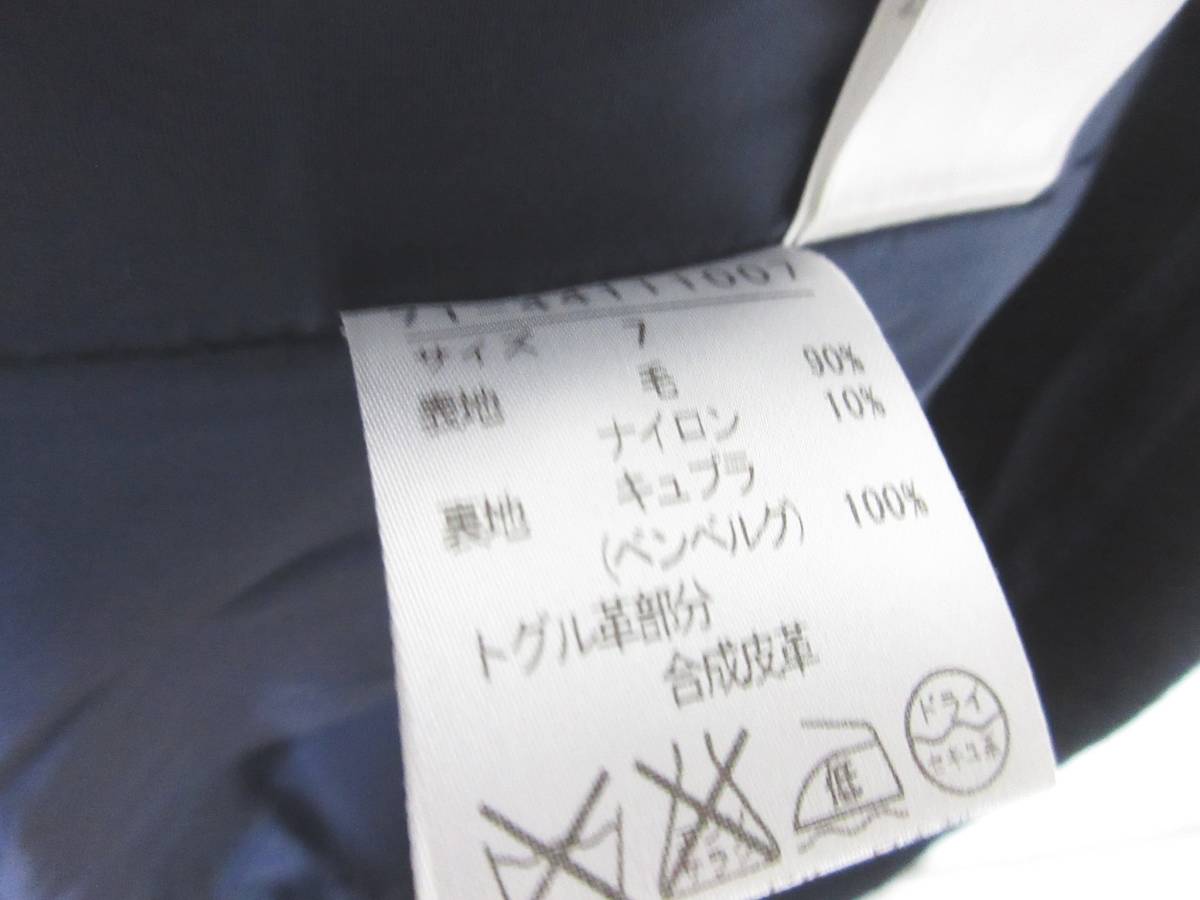 71-44111007
サイズ 7
表地 毛 90%
ナイロン 10%
裏地 キュプラ
(ベンベルグ) 100%
トグル革部分
合成皮革
低
ドライ
セキユ系